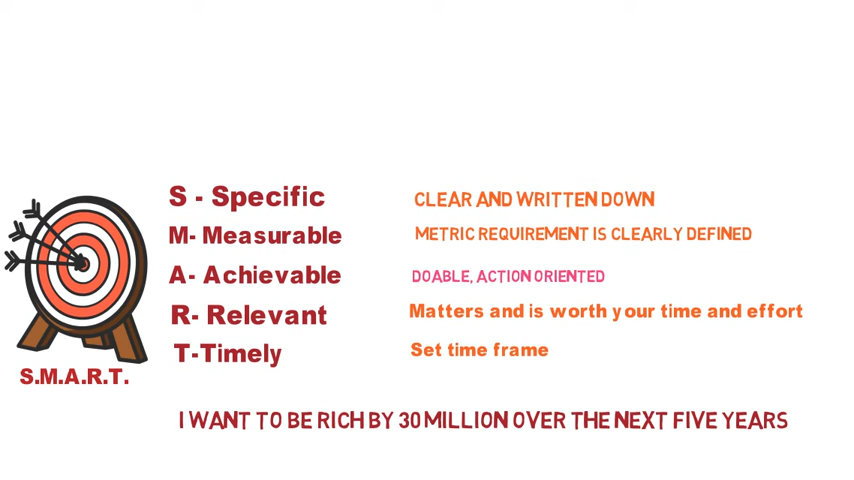 S - Specific
CLEAR AND WRITTEN DOWN
M- Measurable
METRIC REQUIREMENT IS CLEARLY DEFINED
A- Achievable
DOABLE, ACTION ORIENTED
R- Relevant
Matters and is worth your time and effort
T-Timely
Set time frame
S.M.A.R.T.
I WANT TO BE RICH BY 30 MILLION OVER THE NEXT FIVE YEARS